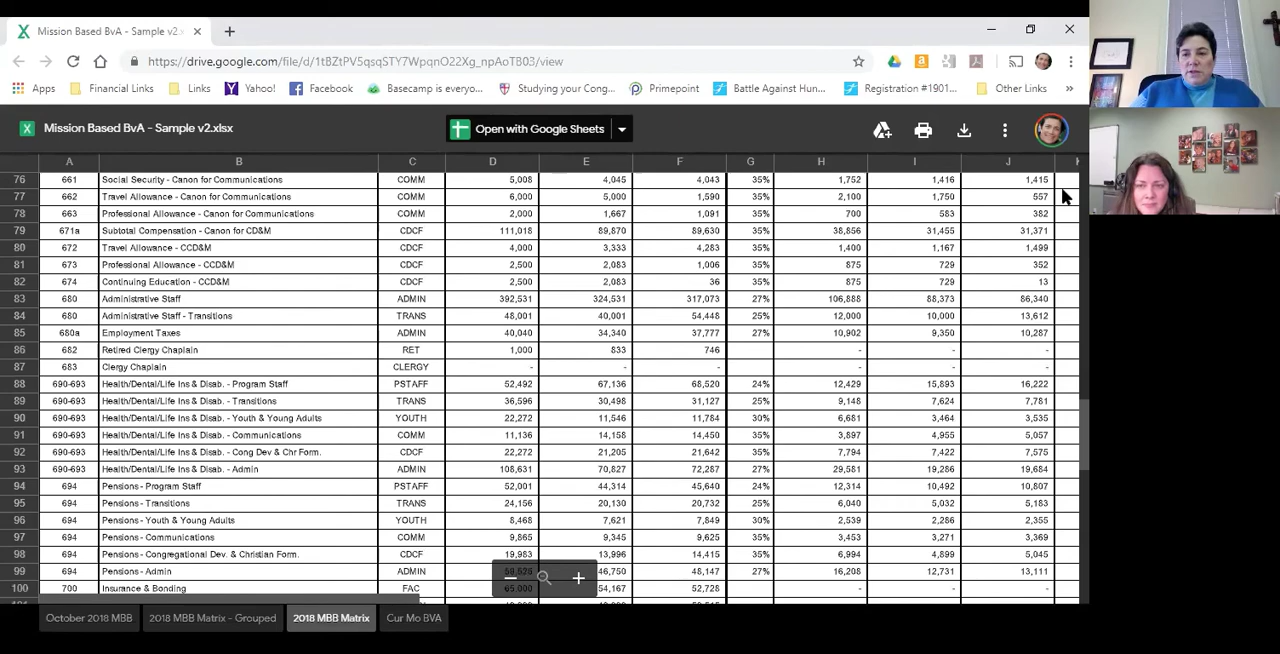 Mission Based BvA - Sample v2.x
https://drive.google.com/file/d/1tBZtPV5qsqSTY7WpqnO22Xg_npAoTB03/view
Apps Financial Links Links Yahoo! Facebook Basecamp is everyw... Studying your Cong... Primepoint Battle Against Hun... Registration #1901... Other Links »
Mission Based BvA - Sample v2.xlsx Open with Google Sheets
A B C D E F G H I J
76 661 Social Security - Canon for Communications COMM 5,008 4,045 4,043 35% 1,752 1,416 1,415
77 662 Travel Allowance - Canon for Communications COMM 6,000 5,000 1,590 35% 2,100 1,750 557
78 663 Professional Allowance - Canon for Communications COMM 2,000 1,667 1,091 35% 700 583 382
79 671a Subtotal Compensation - Canon for CD&M CDCF 111,018 89,870 89,630 35% 38,856 31,455 31,371
80 672 Travel Allowance - CCD&M CDCF 4,000 3,333 4,283 35% 1,400 1,167 1,499
81 673 Professional Allowance - CCD&M CDCF 2,500 2,083 1,006 35% 875 729 352
82 674 Continuing Education - CCD&M CDCF 2,500 2,083 36 35% 875 729 13
83 680 Administrative Staff ADMIN 392,531 324,531 317,073 27% 106,888 88,373 86,340
84 680 Administrative Staff - Transitions TRANS 48,001 40,001 54,448 25% 12,000 10,000 13,612
85 680a Employment Taxes ADMIN 40,040 34,340 37,777 27% 10,902 9,350 10,287
86 682 Retired Clergy Chaplain RET 1,000 833 746 - - -
87 683 Clergy Chaplain CLERGY - - - - - -
88 690-693 Health/Dental/Life Ins & Disab. - Program Staff PSTAFF 52,492 67,136 68,520 24% 12,429 15,893 16,222
89 690-693 Health/Dental/Life Ins & Disab. - Transitions TRANS 36,596 30,498 31,127 25% 9,148 7,624 7,781
90 690-693 Health/Dental/Life Ins & Disab. - Youth & Young Adults YOUTH 22,272 11,546 11,784 30% 6,681 3,464 3,535
91 690-693 Health/Dental/Life Ins & Disab. - Communications COMM 11,136 14,158 14,450 35% 3,897 4,955 5,057
92 690-693 Health/Dental/Life Ins & Disab. - Cong Dev & Chr Form. CDCF 22,272 21,205 21,642 35% 7,794 7,422 7,575
93 690-693 Health/Dental/Life Ins & Disab. - Admin ADMIN 108,631 70,827 72,287 27% 29,581 19,286 19,684
94 694 Pensions - Program Staff PSTAFF 52,001 44,314 45,640 24% 12,314 10,492 10,807
95 694 Pensions - Transitions TRANS 24,156 20,130 20,732 25% 6,040 5,032 5,183
96 694 Pensions - Youth & Young Adults YOUTH 8,468 7,621 7,849 30% 2,539 2,286 2,355
97 694 Pensions - Communications COMM 9,865 9,345 9,625 35% 3,453 3,271 3,369
98 694 Pensions - Congregational Dev. & Christian Form. CDCF 19,983 13,996 14,415 35% 6,994 4,899 5,045
99 694 Pensions - Admin ADMIN 46,750 48,147 27% 16,208 12,731 13,111
100 700 Insurance & Bonding FAC 65,000 54,167 52,728 - - -
October 2018 MBB 2018 MBB Matrix - Grouped 2018 MBB Matrix Cur Mo BVA